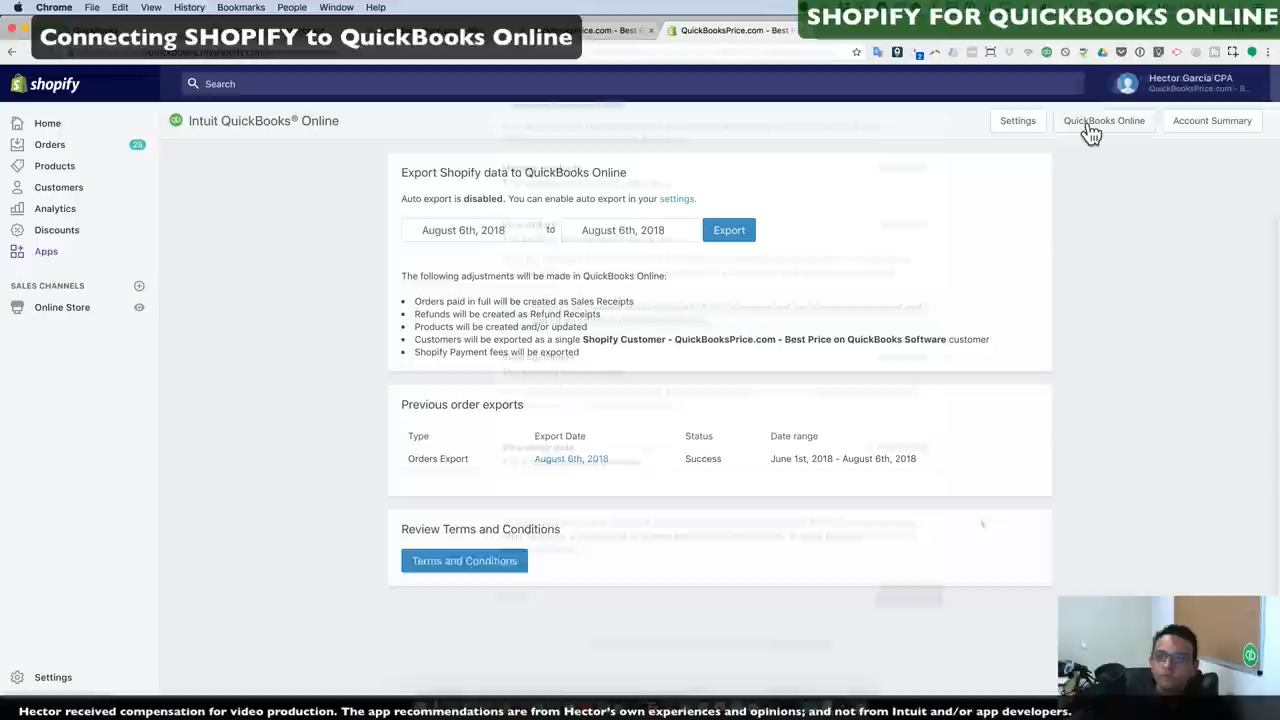 Chrome File Edit View History Bookmarks People Window Help
SHOPIFY FOR QUICKBOOKS ONLINE
Connecting SHOPIFY to QuickBooks Online
QuickBooksPrice.com - Best
shopify
Search
Hector Garcia CPA
QuickBooksPrice.com - B...
Home
Orders 25
Products
Customers
Analytics
Discounts
Apps
SALES CHANNELS
Online Store
Settings
Intuit QuickBooks® Online
Settings QuickBooks Online Account Summary
Export Shopify data to QuickBooks Online
Auto export is disabled. You can enable auto export in your settings.
August 6th, 2018 to August 6th, 2018 Export
The following adjustments will be made in QuickBooks Online:
Orders paid in full will be created as Sales Receipts
Refunds will be created as Refund Receipts
Products will be created and/or updated
Customers will be exported as a single Shopify Customer - QuickBooksPrice.com - Best Price on QuickBooks Software customer
Shopify Payment fees will be exported
Previous order exports
Type Export Date Status Date range
Orders Export August 6th, 2018 Success June 1st, 2018 - August 6th, 2018
Review Terms and Conditions
Terms and Conditions
Hector received compensation for video production. The app recommendations are from Hector's own experiences and opinions; and not from Intuit and/or app developers.